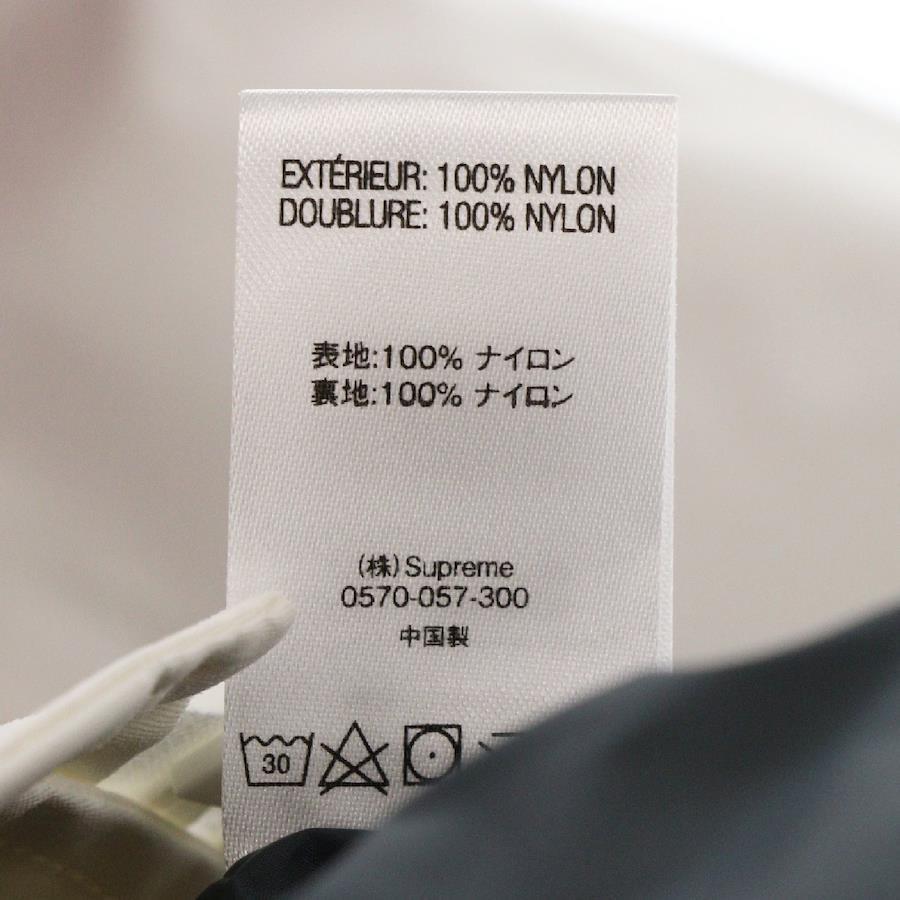 EXTÉRIEUR: 100% NYLON
DOUBLURE: 100% NYLON
表地:100% ナイロン
裏地:100% ナイロン
(株)Supreme
0570-057-300
中国製
30